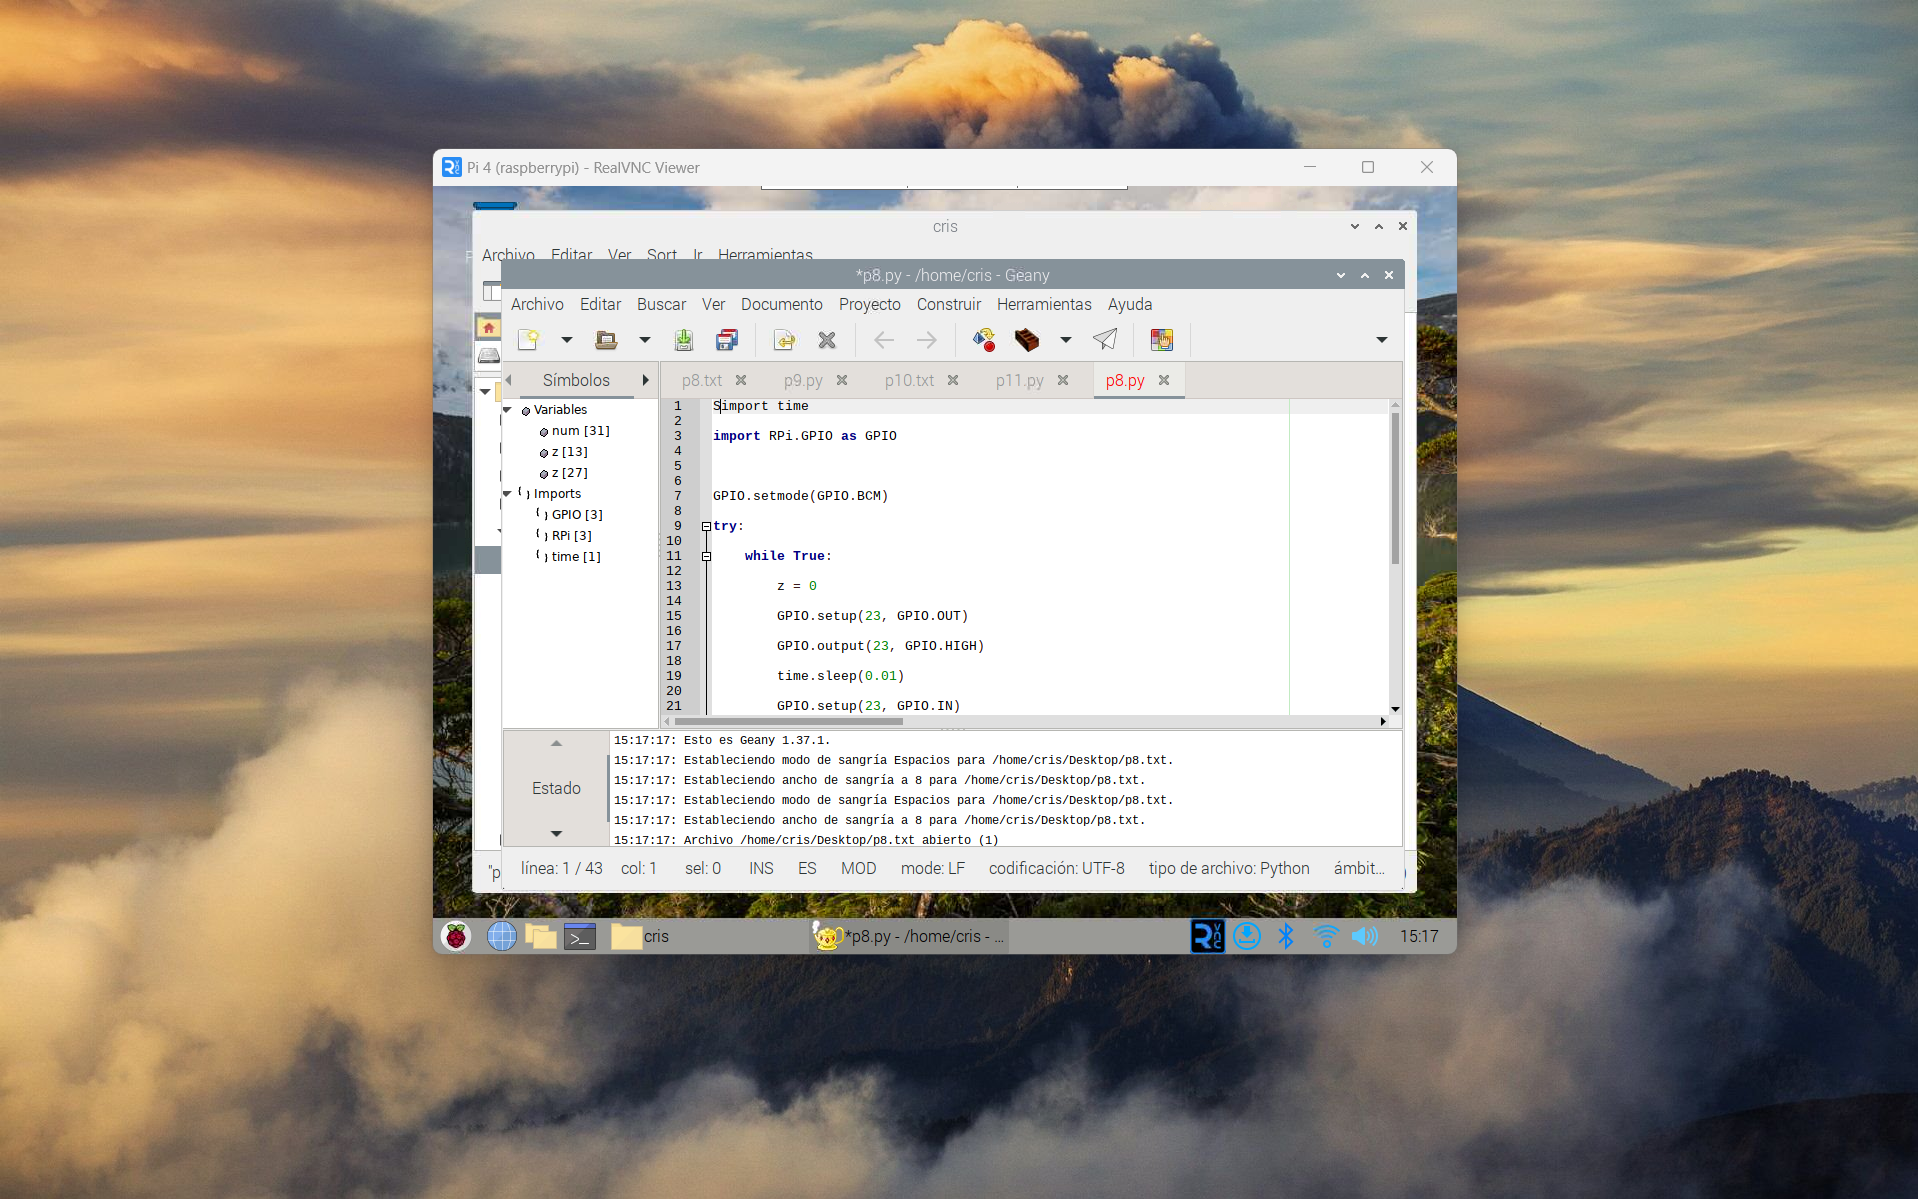 Pi 4 (raspberrypi) - RealVNC Viewer
cris
Archivo Editar Ver Sort Ir Herramientas
*p8.py - /home/cris - Geany
Archivo Editar Buscar Ver Documento Proyecto Construir Herramientas Ayuda
Símbolos p8.txt p9.py p10.txt p11.py p8.py
Variables
num [31]
z [13]
z [27]
Imports
GPIO [3]
RPi [3]
time [1]
1 Simport time
2
3 import RPi.GPIO as GPIO
4
5
6
7 GPIO.setmode(GPIO.BCM)
8
9 try:
10
11 while True:
12
13 z = 0
14
15 GPIO.setup(23, GPIO.OUT)
16
17 GPIO.output(23, GPIO.HIGH)
18
19 time.sleep(0.01)
20
21 GPIO.setup(23, GPIO.IN)
Estado
15:17:17: Esto es Geany 1.37.1.
15:17:17: Estableciendo modo de sangría Espacios para /home/cris/Desktop/p8.txt.
15:17:17: Estableciendo ancho de sangría a 8 para /home/cris/Desktop/p8.txt.
15:17:17: Estableciendo modo de sangría Espacios para /home/cris/Desktop/p8.txt.
15:17:17: Estableciendo ancho de sangría a 8 para /home/cris/Desktop/p8.txt.
15:17:17: Archivo /home/cris/Desktop/p8.txt abierto (1)
"p línea: 1 / 43 col: 1 sel: 0 INS ES MOD mode: LF codificación: UTF-8 tipo de archivo: Python ámbit...
cris *p8.py - /home/cris - ... 15:17